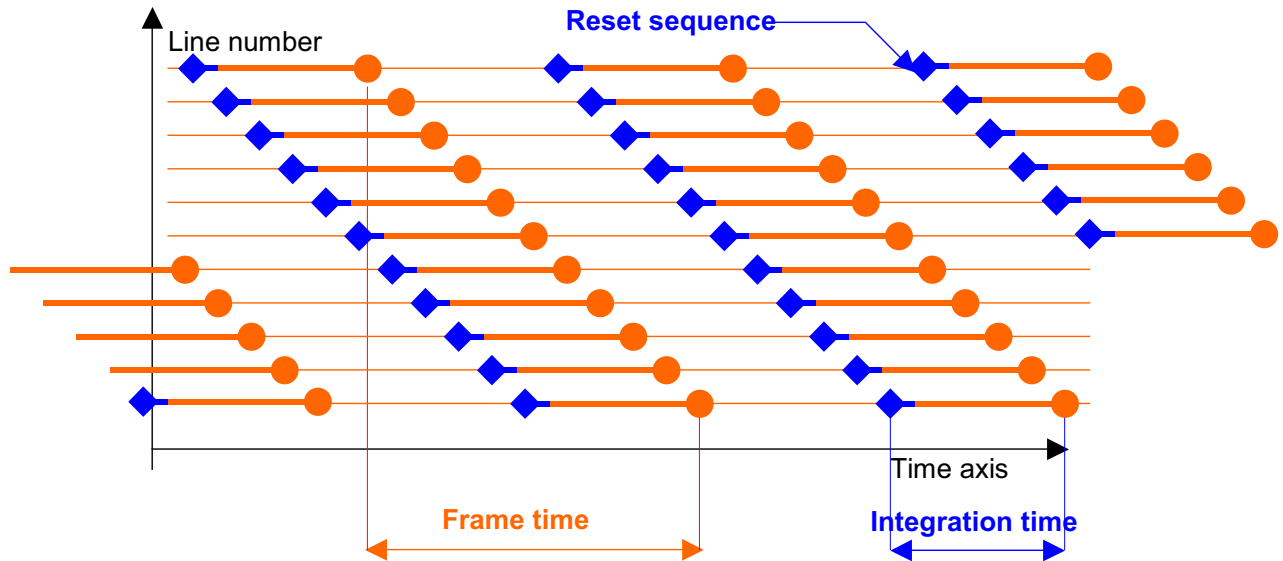 Reset sequence
Line number
Time axis
Frame time
Integration time